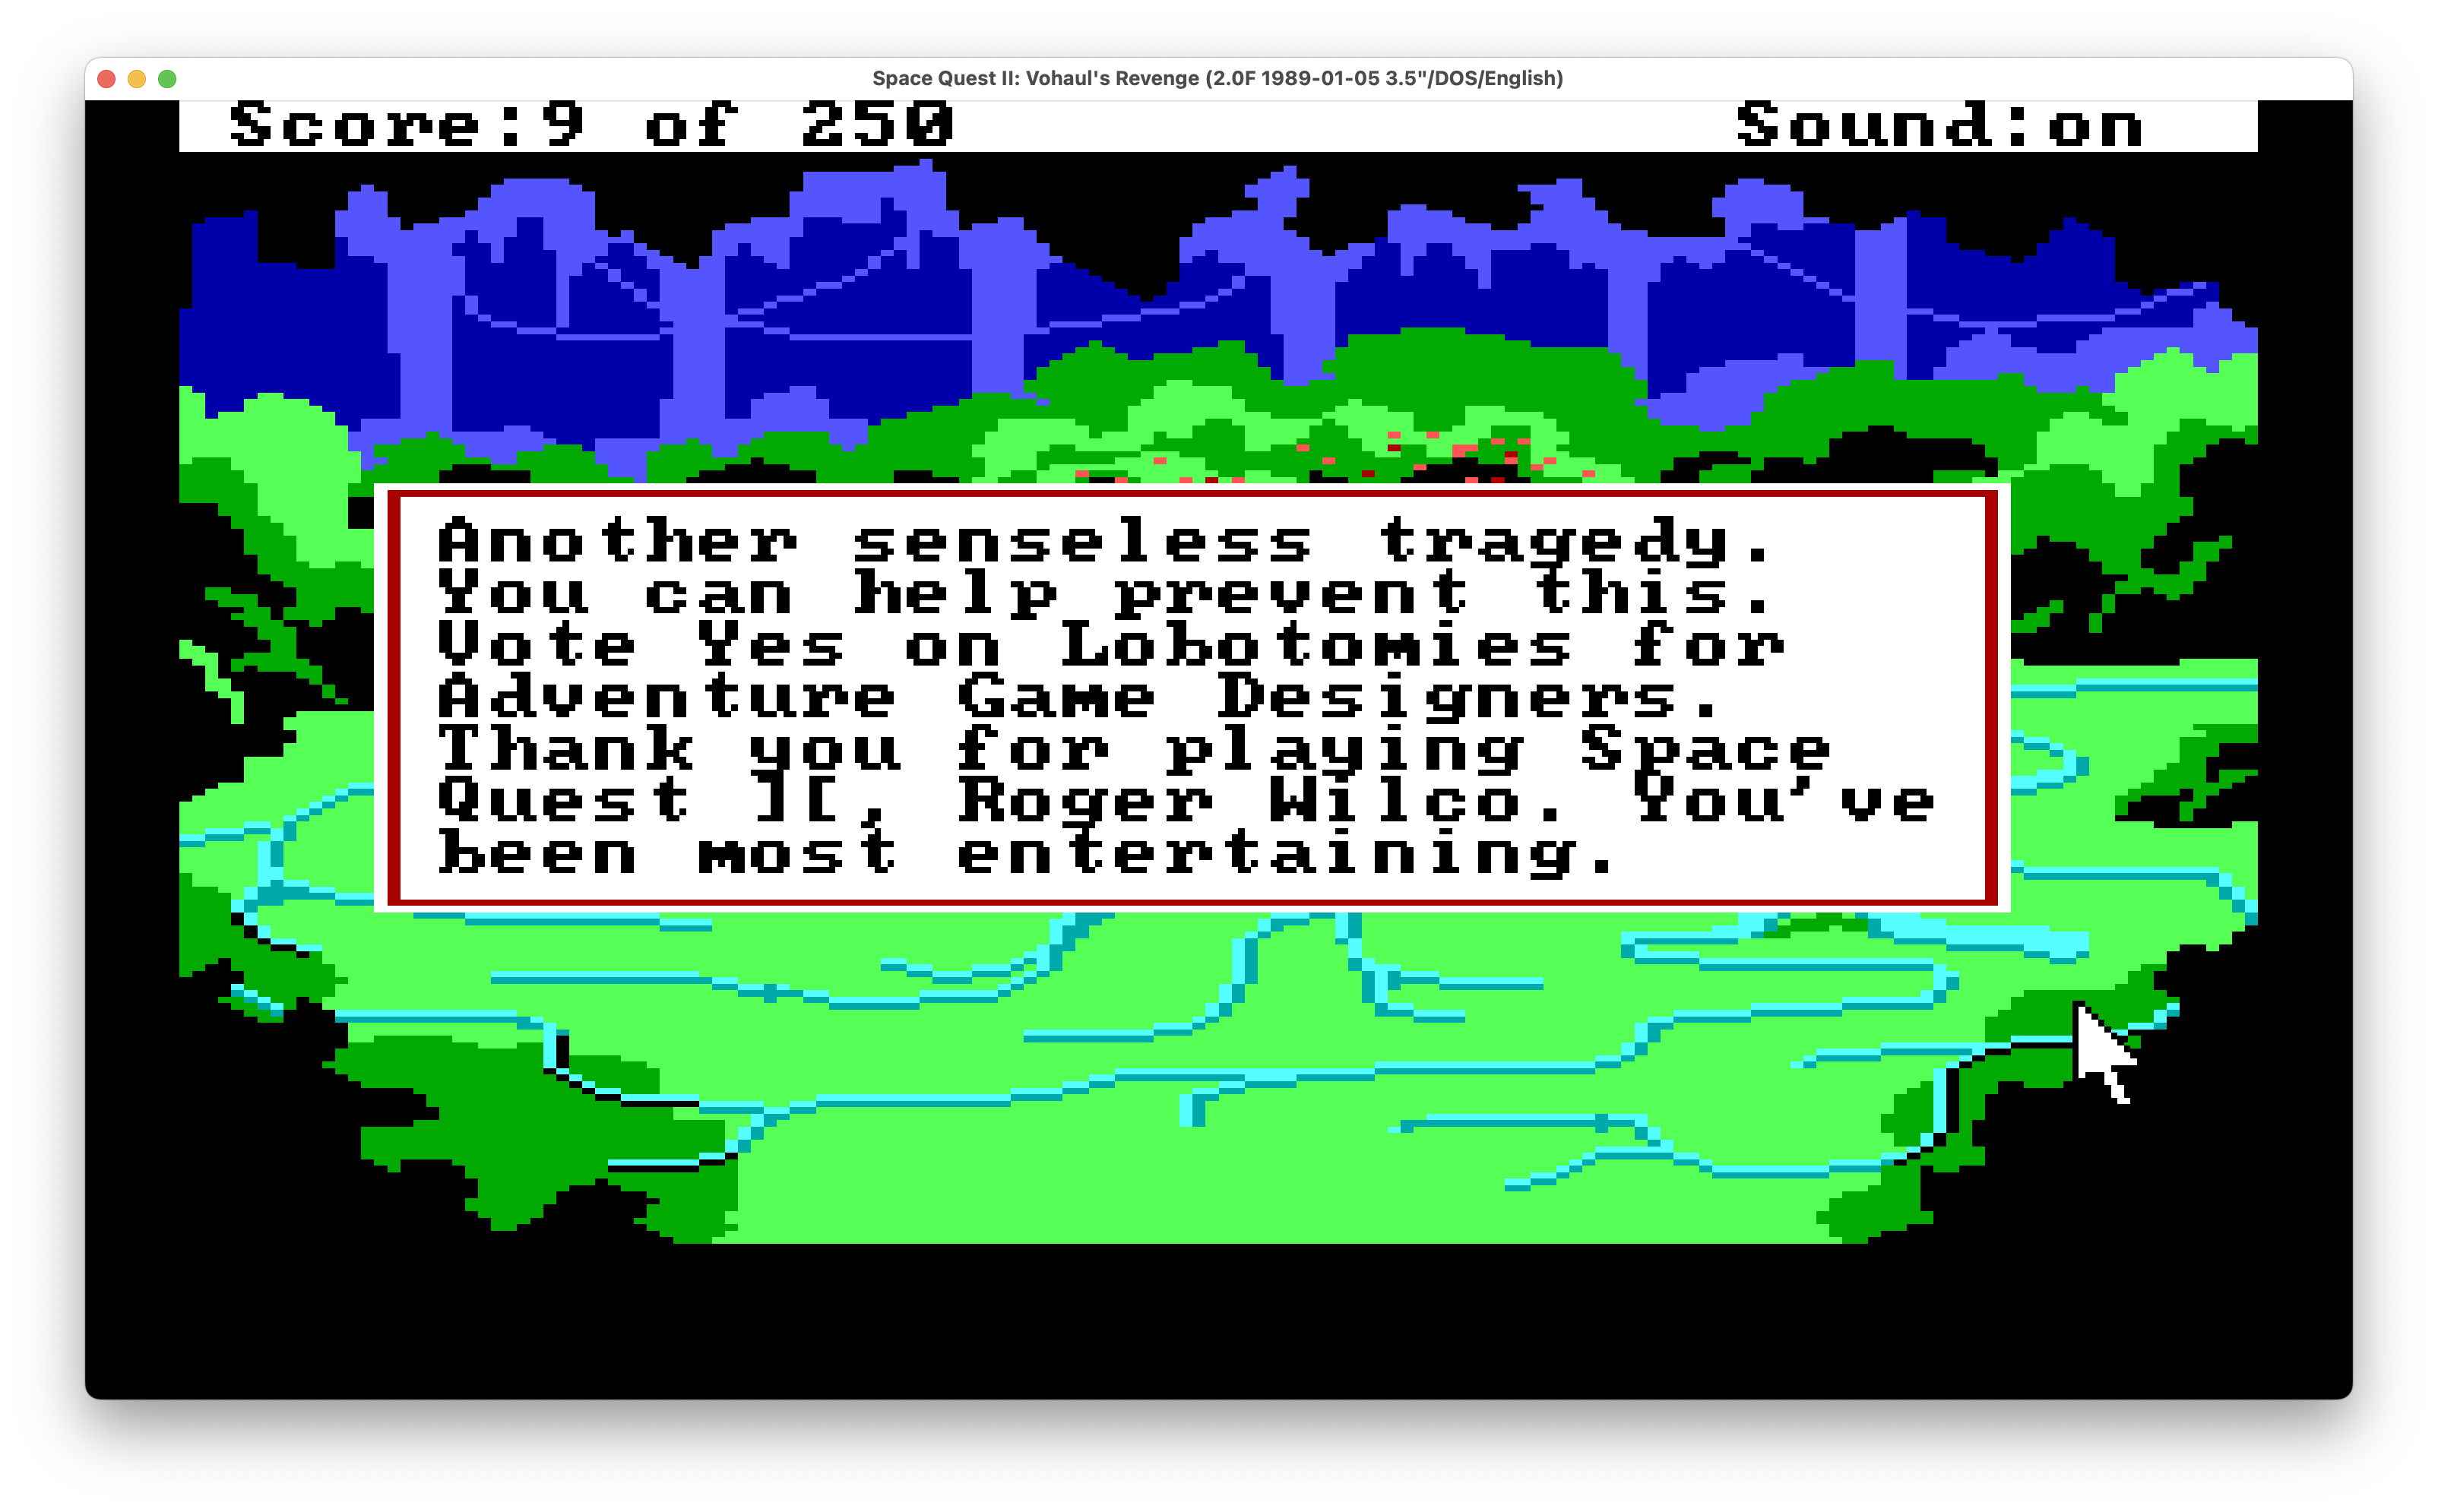 Space Quest II: Vohaul's Revenge (2.0F 1989-01-05 3.5"/DOS/English)
Score:9 of 250 Sound:on
Another senseless tragedy.
You can help prevent this.
Vote Yes on Lobotomies for
Adventure Game Designers.
Thank you for playing Space
Quest ][, Roger Wilco. You've
been most entertaining.